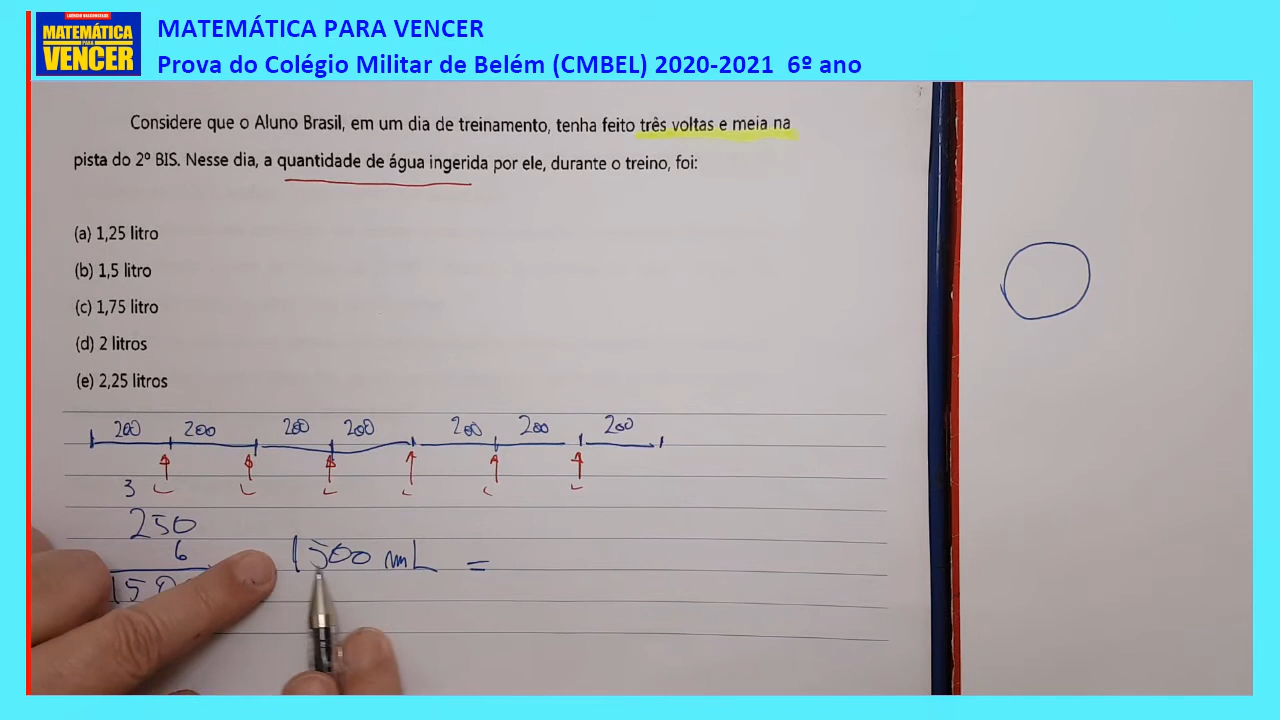 LAÉRCIO VASCONCELOS
MATEMÁTICA
PARA
VENCER
MATEMÁTICA PARA VENCER
Prova do Colégio Militar de Belém (CMBEL) 2020-2021 6º ano
Considere que o Aluno Brasil, em um dia de treinamento, tenha feito três voltas e meia na
pista do 2º BIS. Nesse dia, a quantidade de água ingerida por ele, durante o treino, foi:
(a) 1,25 litro
(b) 1,5 litro
(c) 1,75 litro
(d) 2 litros
(e) 2,25 litros
200 200 200 200 200 200 200
3
250
6
1500 mL =